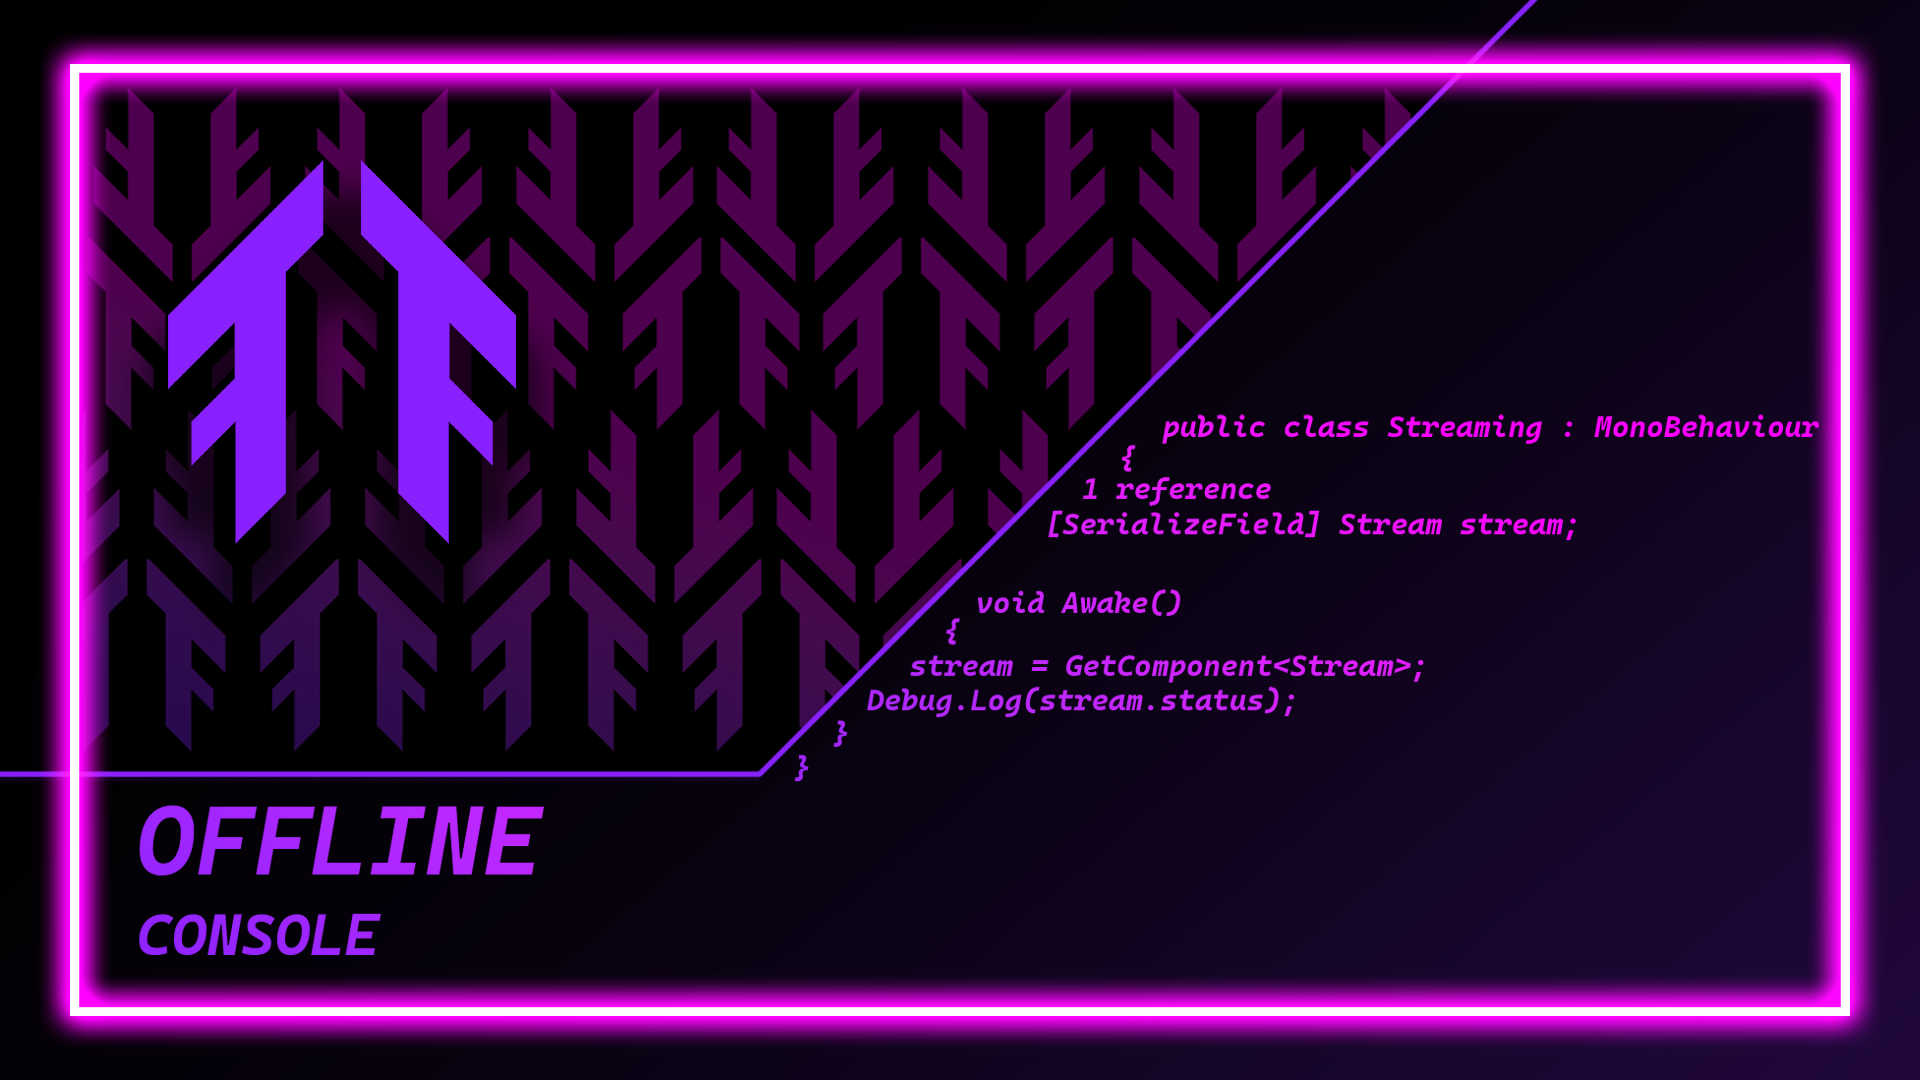 public class Streaming : MonoBehaviour
{
1 reference
[SerializeField] Stream stream;
void Awake()
{
stream = GetComponent<Stream>;
Debug.Log(stream.status);
}
}
OFFLINE
CONSOLE